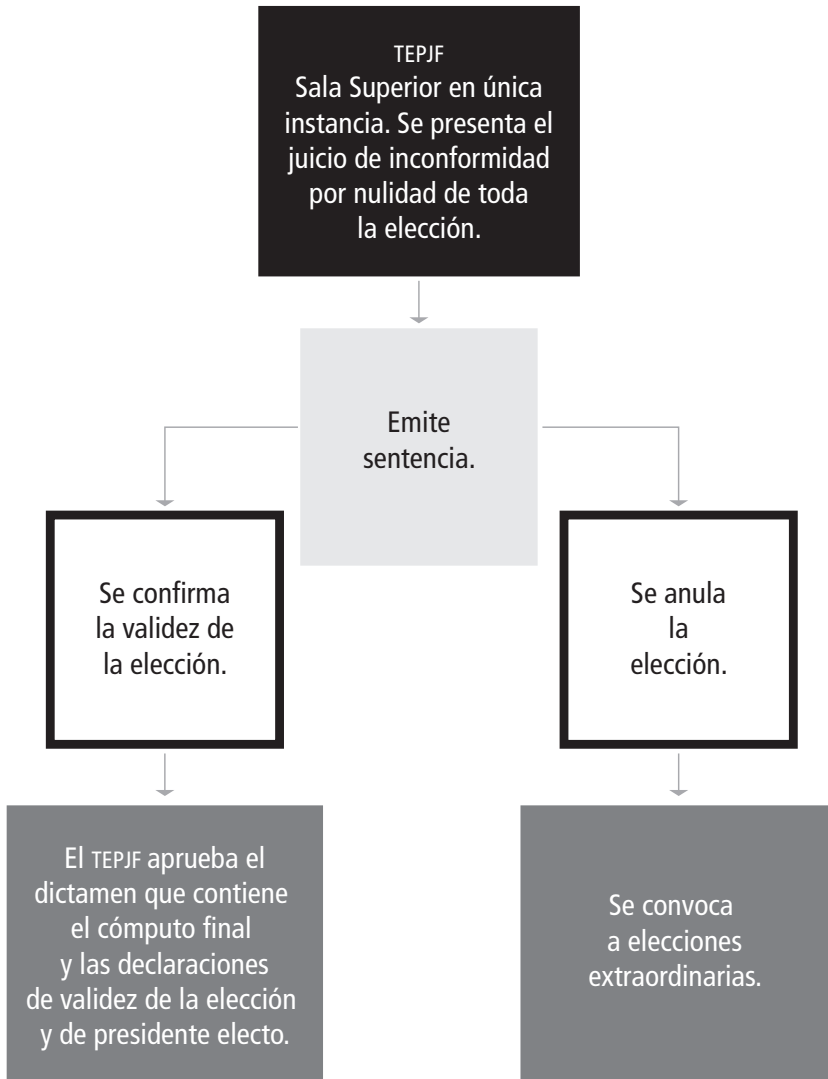 TEPJF
Sala Superior en única
instancia. Se presenta el
juicio de inconformidad
por nulidad de toda
la elección.
Emite
sentencia.
Se confirma
la validez de
la elección.
Se anula
la
elección.
El TEPJF aprueba el
dictamen que contiene
el cómputo final
y las declaraciones
de validez de la elección
y de presidente electo.
Se convoca
a elecciones
extraordinarias.